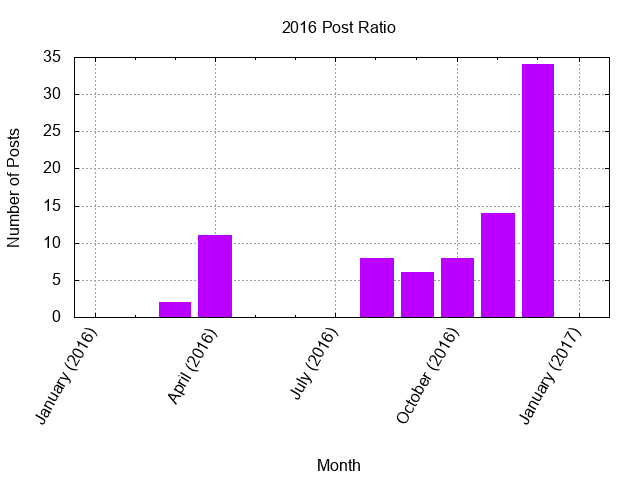 2016 Post Ratio
35
30
25
20
15
10
5
0
Number of Posts
January (2016)
April (2016)
July (2016)
October (2016)
January (2017)
Month